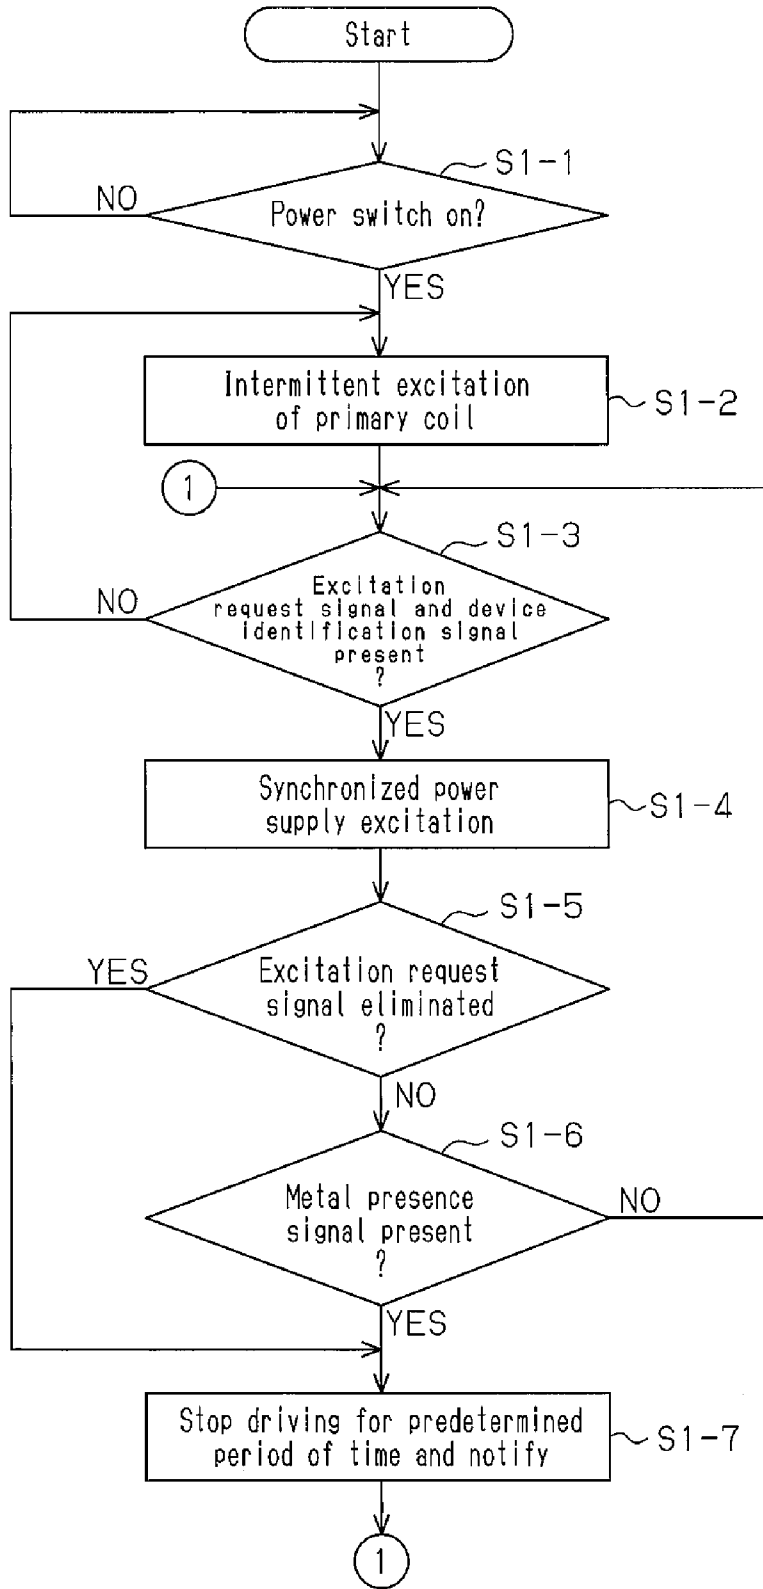 Start
S1-1
NO
Power switch on?
YES
Intermittent excitation
of primary coil
S1-2
1
S1-3
NO
Excitation
request signal and device
identification signal
present
?
YES
Synchronized power
supply excitation
S1-4
S1-5
YES
Excitation request
signal eliminated
?
NO
S1-6
Metal presence
signal present
?
NO
YES
Stop driving for predetermined
period of time and notify
S1-7
1